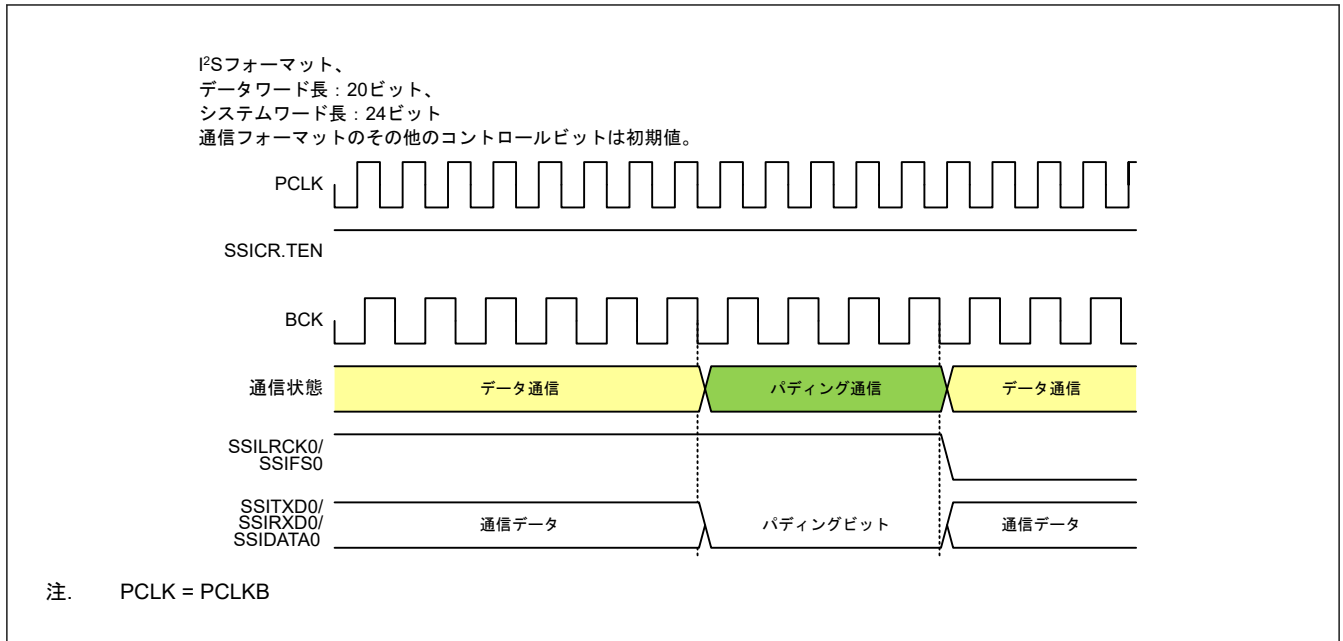 I²Sフォーマット、
データワード長：20ビット、
システムワード長：24ビット
通信フォーマットのその他のコントロールビットは初期値。
PCLK
SSICR.TEN
BCK
通信状態
データ通信
パディング通信
データ通信
SSILRCK0/
SSIFS0
SSITXD0/
SSIRXD0/
SSIDATA0
通信データ
パディングビット
通信データ
注. PCLK = PCLKB